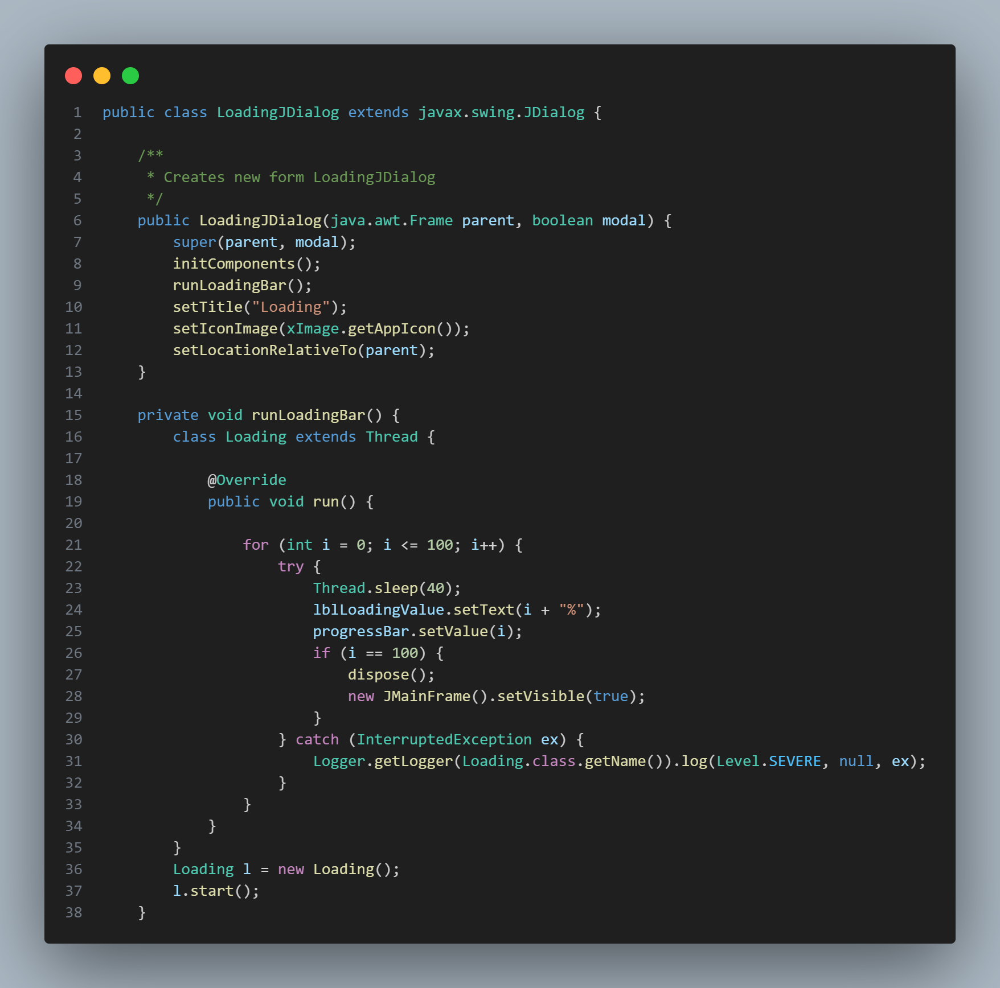 1 public class LoadingJDialog extends javax.swing.JDialog {
2
3     /**
4      * Creates new form LoadingJDialog
5      */
6     public LoadingJDialog(java.awt.Frame parent, boolean modal) {
7         super(parent, modal);
8         initComponents();
9         runLoadingBar();
10         setTitle("Loading");
11         setIconImage(xImage.getAppIcon());
12         setLocationRelativeTo(parent);
13     }
14
15     private void runLoadingBar() {
16         class Loading extends Thread {
17
18             @Override
19             public void run() {
20
21                 for (int i = 0; i <= 100; i++) {
22                     try {
23                         Thread.sleep(40);
24                         lblLoadingValue.setText(i + "%");
25                         progressBar.setValue(i);
26                         if (i == 100) {
27                             dispose();
28                             new JMainFrame().setVisible(true);
29                         }
30                     } catch (InterruptedException ex) {
31                         Logger.getLogger(Loading.class.getName()).log(Level.SEVERE, null, ex);
32                     }
33                 }
34             }
35         }
36         Loading l = new Loading();
37         l.start();
38     }